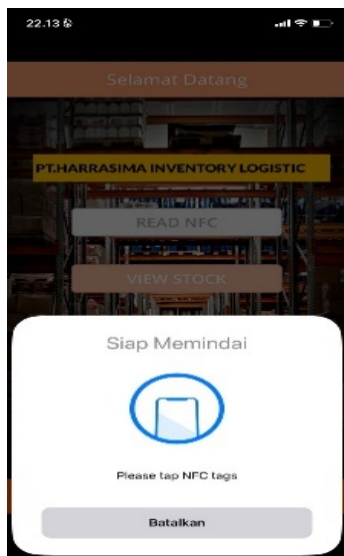 22.13
Selamat Datang
PT.HARRASIMA INVENTORY LOGISTIC
READ NFC
VIEW STOCK
Siap Memindai
Please tap NFC tags
Batalkan